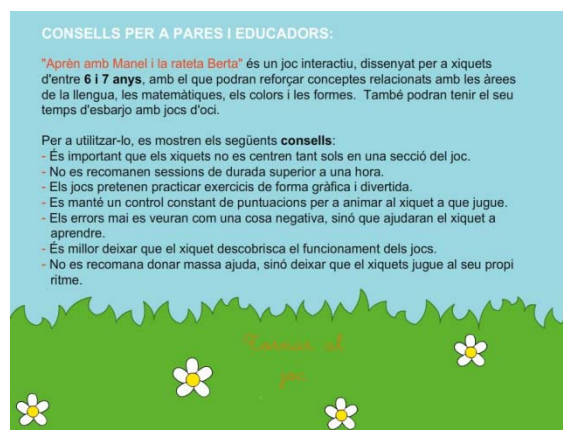 CONSELLS PER A PARES I EDUCADORS:
"Aprén amb Manel i la rateta Berta" és un joc interactiu, dissenyat per a xiquets
d'entre 6 i 7 anys, amb el que podran reforçar conceptes relacionats amb les àrees
de la llengua, les matemàtiques, els colors i les formes. També podran tenir el seu
temps d'esbarjo amb jocs d'oci.
Per a utilitzar-lo, es mostren els següents consells:
- És important que els xiquets no es centren tant sols en una secció del joc.
- No es recomanen sessions de durada superior a una hora.
- Els jocs pretenen practicar exercicis de forma gráfica i divertida.
- Es manté un control constant de puntuacions per a animar al xiquet a que jugue.
- Els errors mai es veuran com una cosa negativa, sinó que ajudaran el xiquet a
aprendre.
- És millor deixar que el xiquet descobrisca el funcionament dels jocs.
- No es recomana donar massa ajuda, sinó deixar que el xiquets jugue al seu propi
ritme.
Tornar al
joc